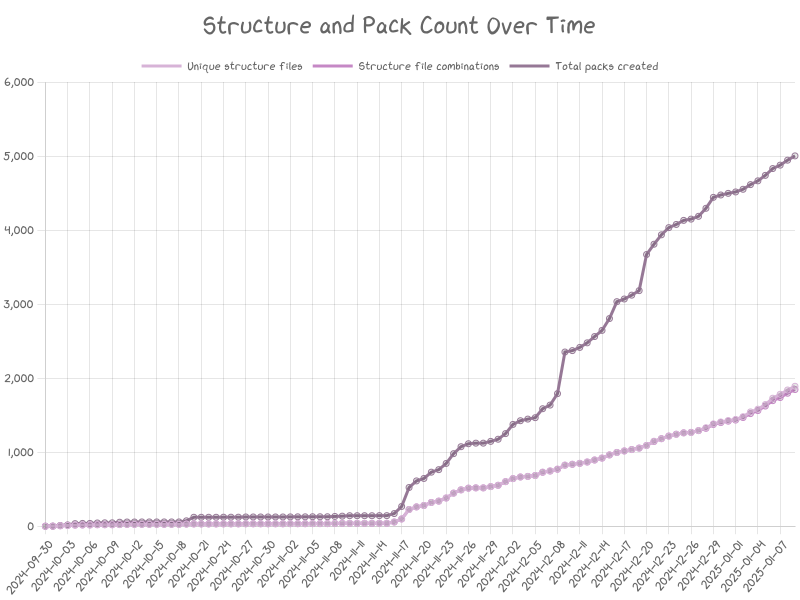 Structure and Pack Count Over Time
Unique structure files Structure file combinations Total packs created
6,000
5,000
4,000
3,000
2,000
1,000
0
2024-09-30 2024-10-03 2024-10-06 2024-10-09 2024-10-12 2024-10-15 2024-10-18 2024-10-21 2024-10-24 2024-10-27 2024-10-30 2024-11-02 2024-11-05 2024-11-08 2024-11-11 2024-11-14 2024-11-17 2024-11-20 2024-11-23 2024-11-26 2024-11-29 2024-12-02 2024-12-05 2024-12-08 2024-12-11 2024-12-14 2024-12-17 2024-12-20 2024-12-23 2024-12-26 2024-12-29 2025-01-01 2025-01-04 2025-01-07